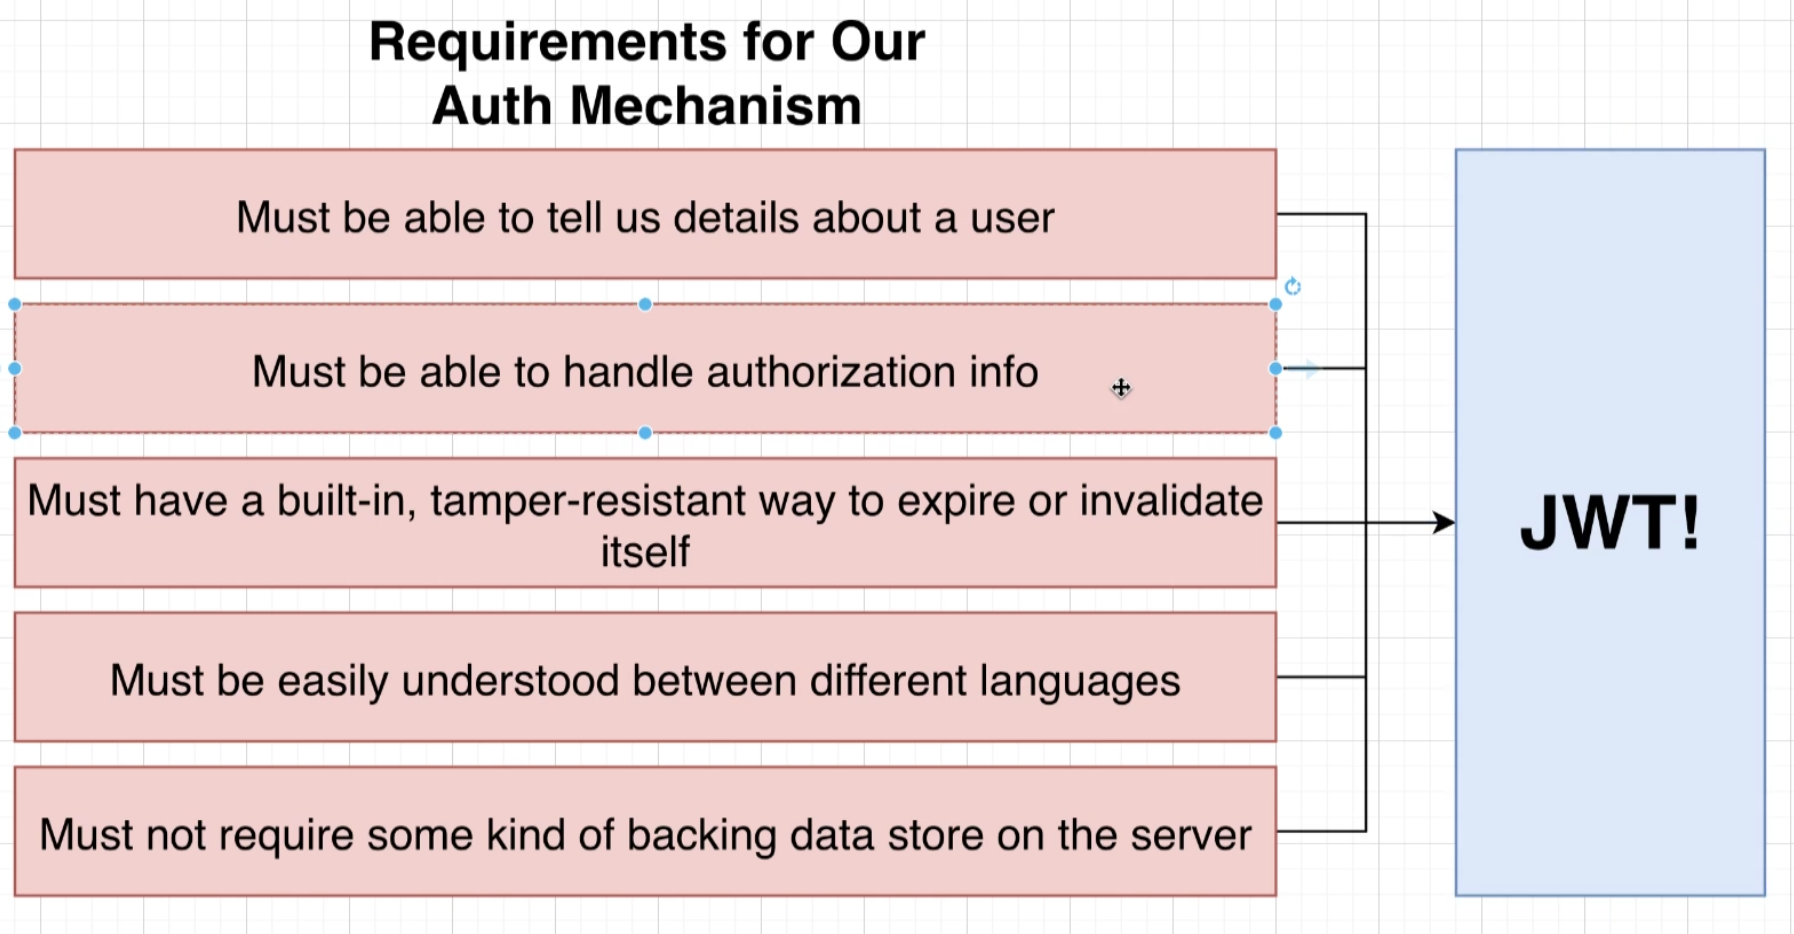 Requirements for Our
Auth Mechanism
Must be able to tell us details about a user
Must be able to handle authorization info
Must have a built-in, tamper-resistant way to expire or invalidate
itself
Must be easily understood between different languages
Must not require some kind of backing data store on the server
JWT!